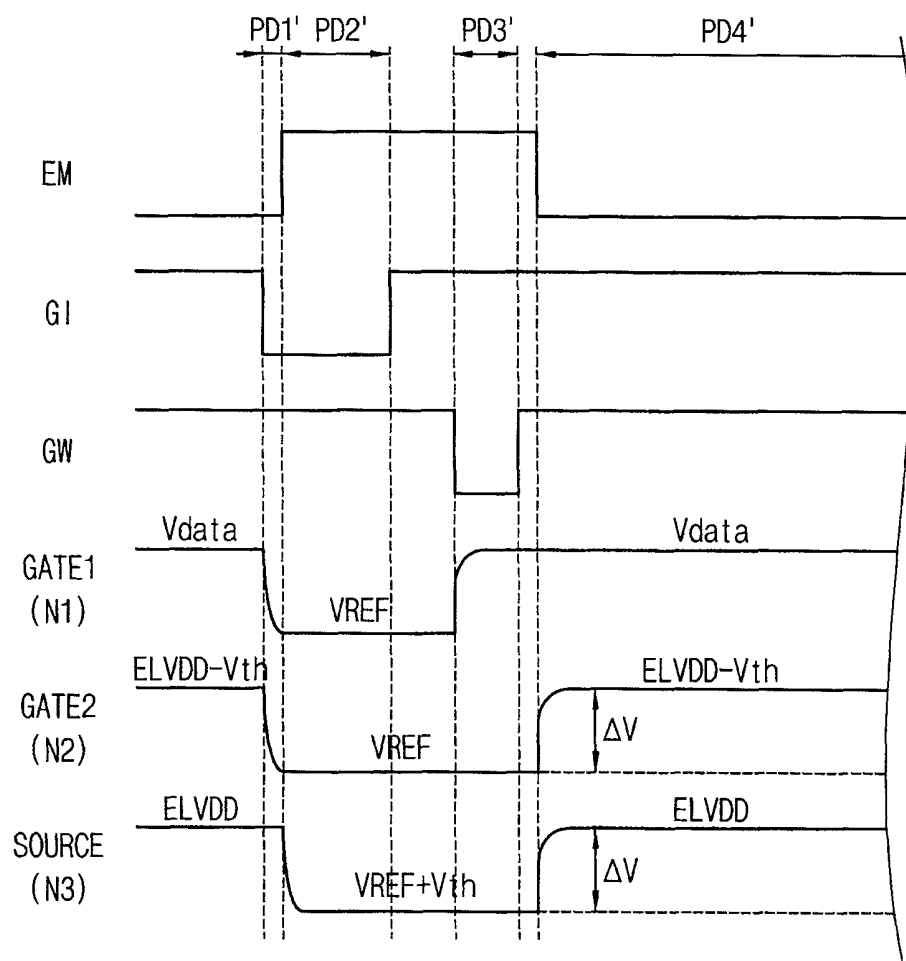 PD1' PD2' PD3' PD4'
EM
GI
GW
Vdata Vdata
GATE1
(N1)
VREF
ELVDD-Vth ELVDD-Vth
GATE2
(N2)
VREF ΔV
ELVDD ELVDD
SOURCE
(N3)
VREF+Vth ΔV